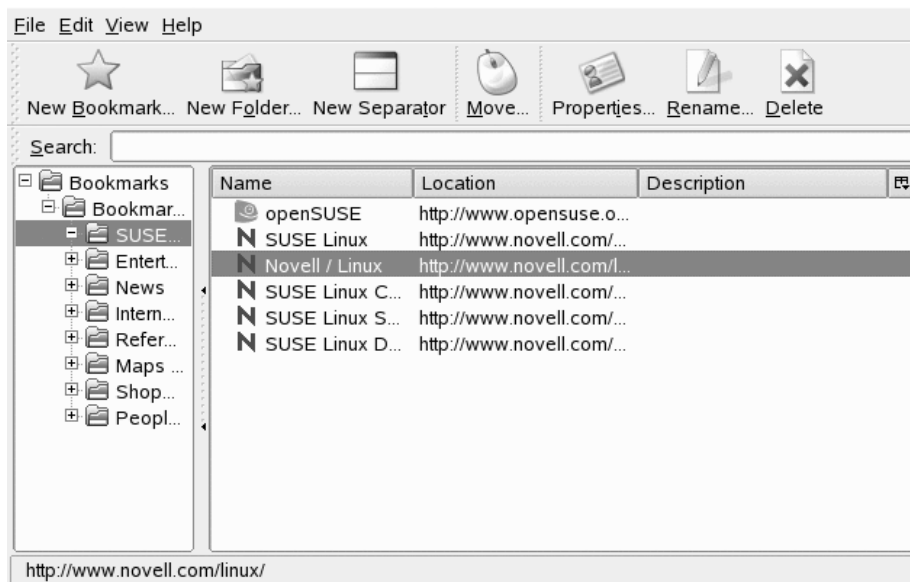 File Edit View Help
New Bookmark... New Folder... New Separator Move... Properties... Rename... Delete
Search:
Bookmarks
Bookmar...
SUSE...
Entert...
News
Intern...
Refer...
Maps ...
Shop...
Peopl...
Name Location Description
openSUSE http://www.opensuse.o...
SUSE Linux http://www.novell.com/...
Novell / Linux http://www.novell.com/l...
SUSE Linux C... http://www.novell.com/...
SUSE Linux S... http://www.novell.com/...
SUSE Linux D... http://www.novell.com/...
http://www.novell.com/linux/